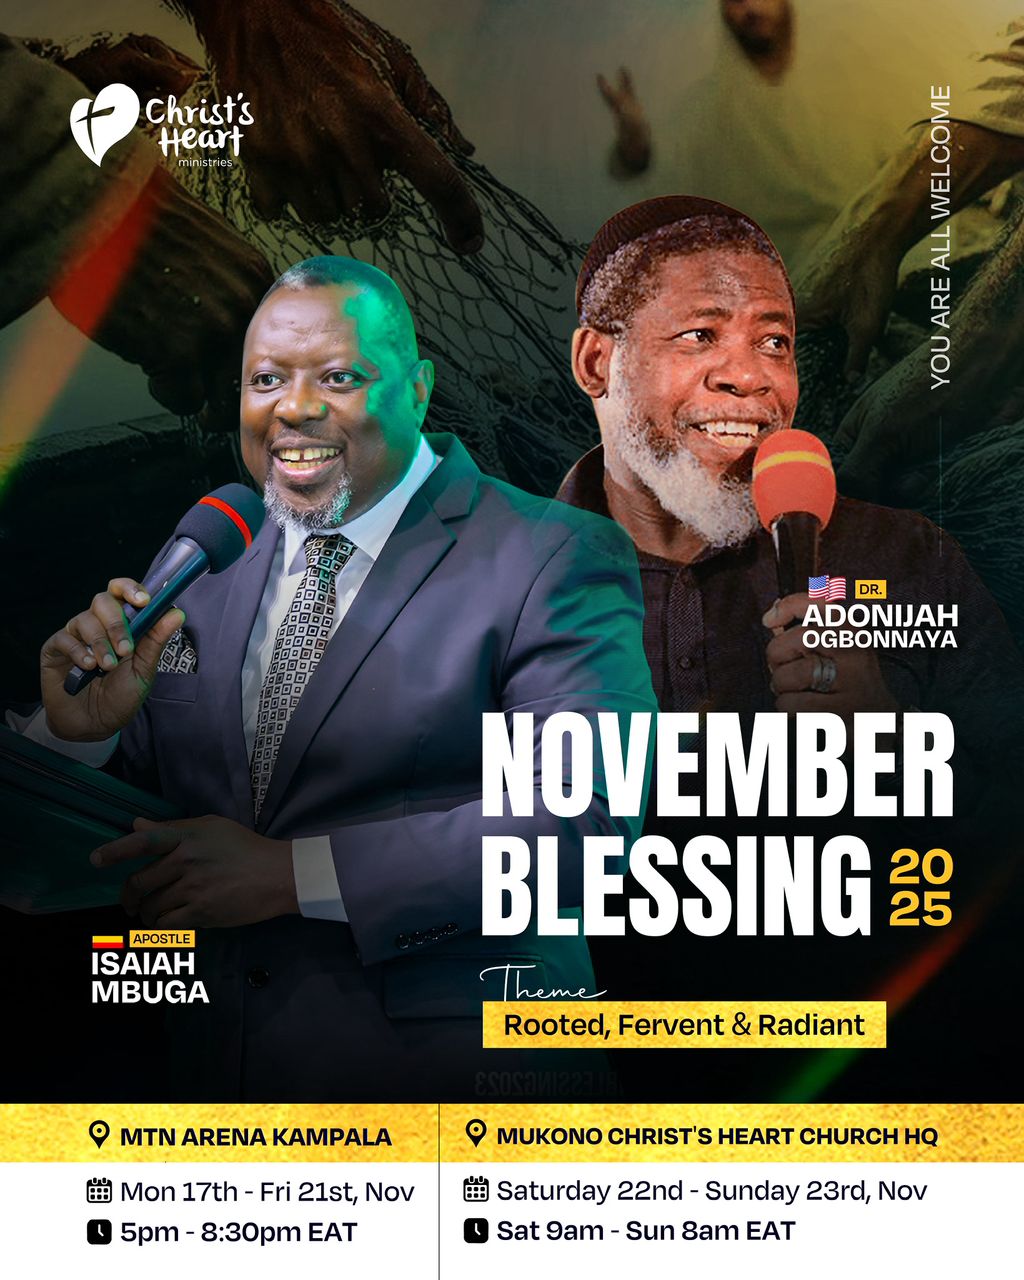 Christ's
Heart
ministries
YOU ARE ALL WELCOME
DR.
ADONIJAH
OGBONNAYA
NOVEMBER
BLESSING 20
25
APOSTLE
ISAIAH
MBUGA
Theme
Rooted, Fervent & Radiant
BLESSING2023
MTN ARENA KAMPALA
Mon 17th - Fri 21st, Nov
5pm - 8:30pm EAT
MUKONO CHRIST'S HEART CHURCH HQ
Saturday 22nd - Sunday 23rd, Nov
Sat 9am - Sun 8am EAT